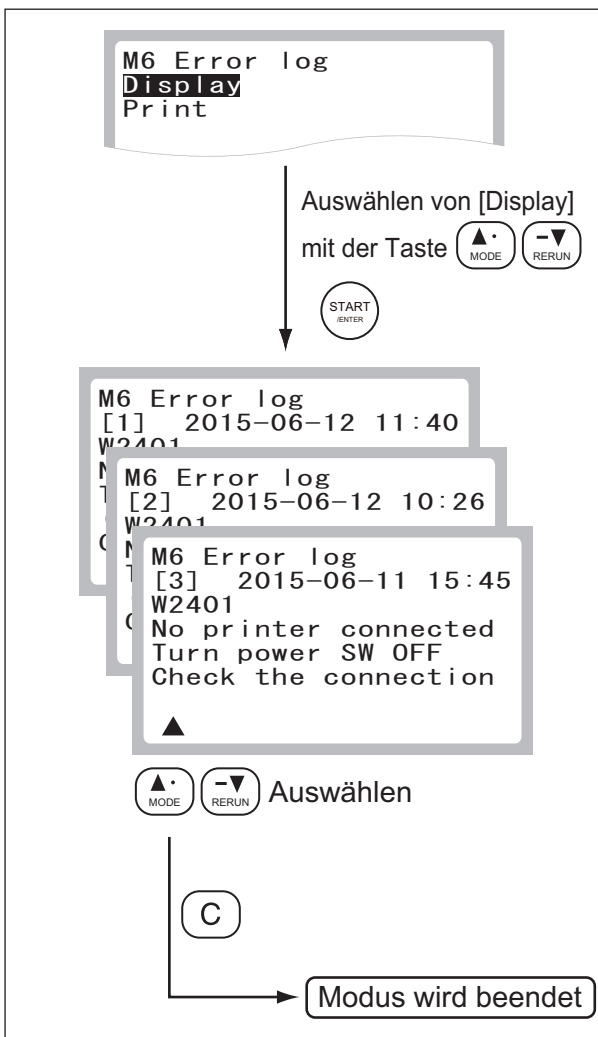 M6 Error log
Display
Print
Auswählen von [Display]
mit der Taste ▲· MODE −▼ RERUN
START
/ENTER
M6 Error log
[1] 2015-06-12 11:40
W2401
M6 Error log
[2] 2015-06-12 10:26
W2401
M6 Error log
[3] 2015-06-11 15:45
W2401
No printer connected
Turn power SW OFF
Check the connection
▲
▲· MODE −▼ RERUN Auswählen
C
Modus wird beendet